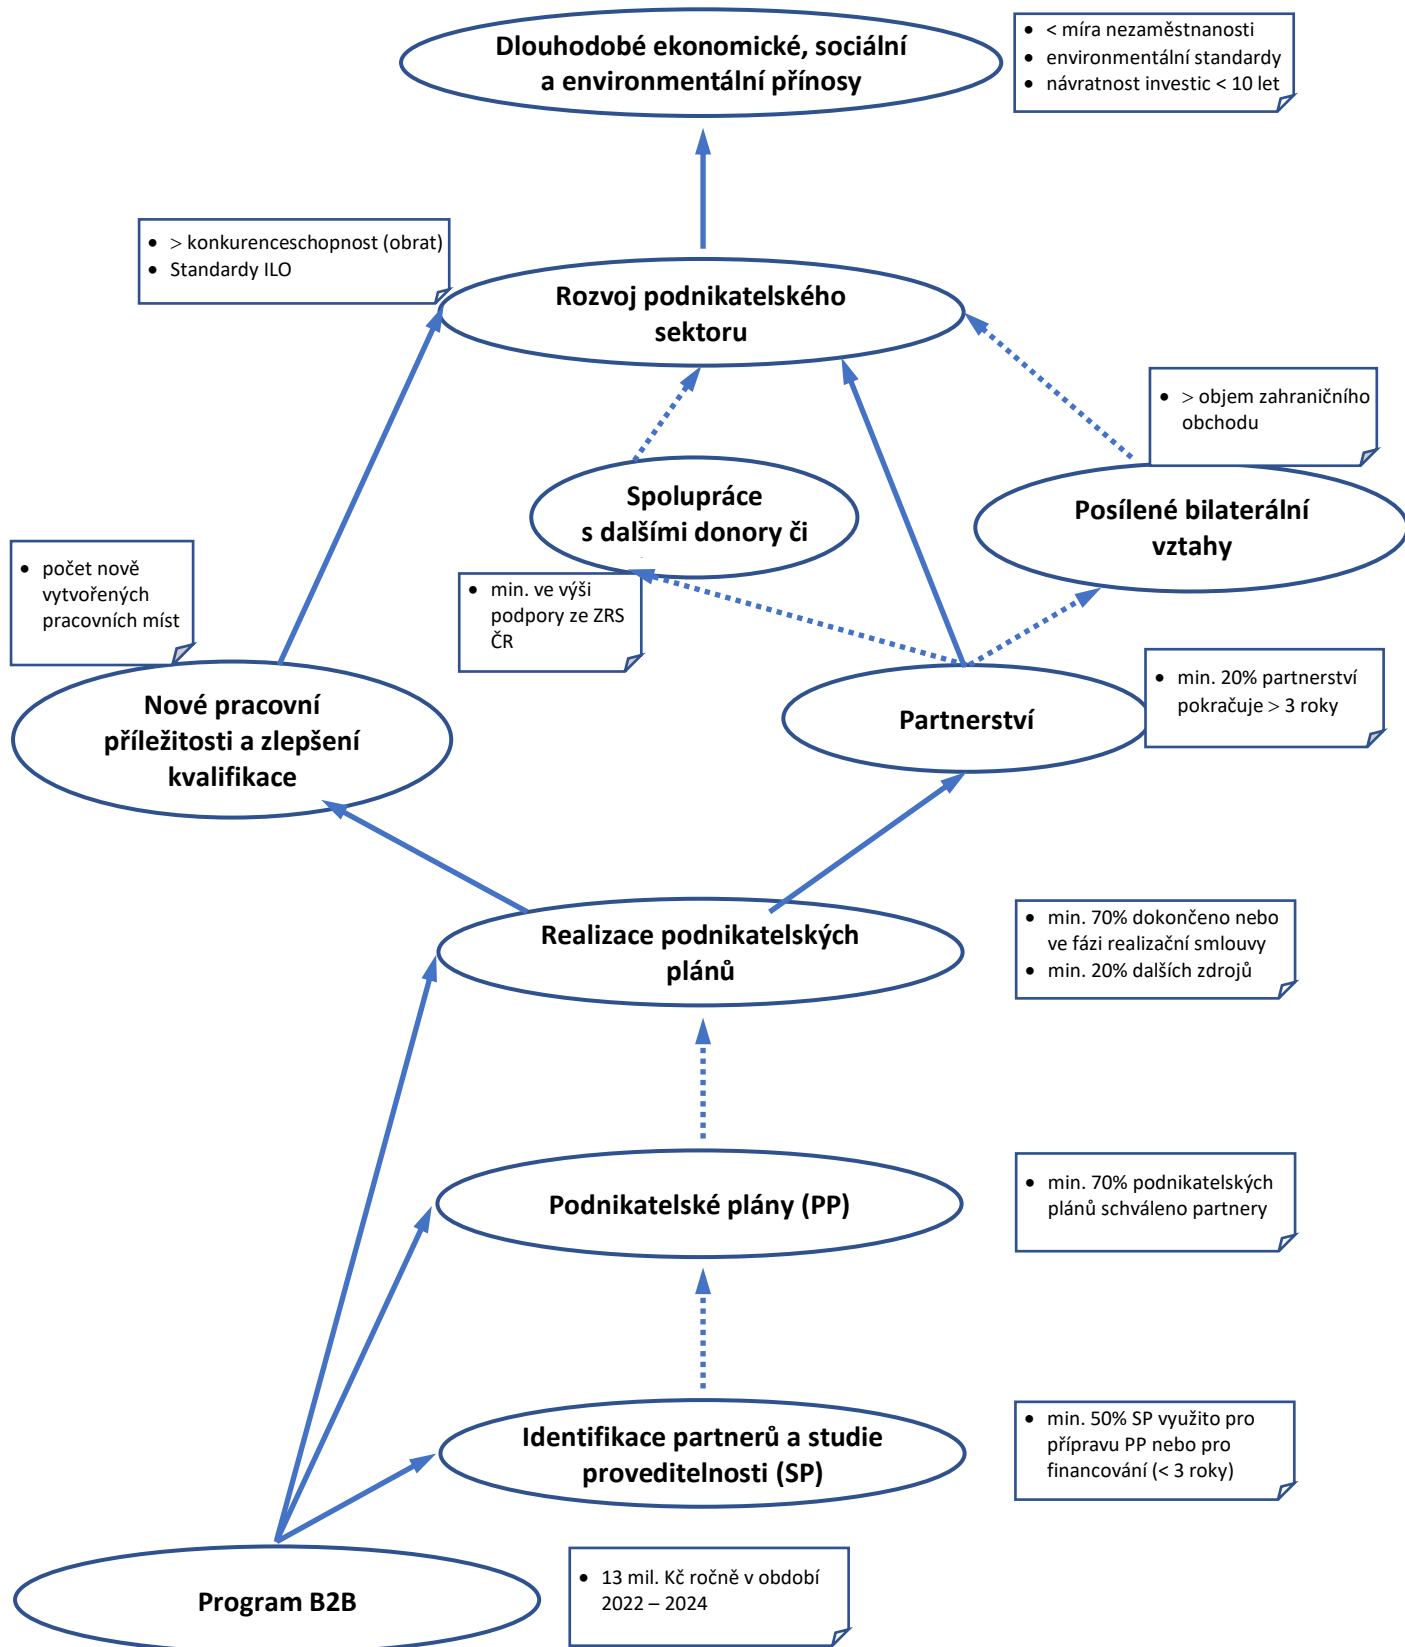 Dlouhodobé ekonomické, sociální
a environmentální přínosy
• < míra nezaměstnanosti
• environmentální standardy
• návratnost investic < 10 let
• > konkurenceschopnost (obrat)
• Standardy ILO
Rozvoj podnikatelského
sektoru
• > objem zahraničního
obchodu
Spolupráce
s dalšími donory či
Posílené bilaterální
vztahy
• počet nově
vytvořených
pracovních míst
• min. ve výši
podpory ze ZRS
ČR
Nové pracovní
příležitosti a zlepšení
kvalifikace
Partnerství
• min. 20% partnerství
pokračuje > 3 roky
Realizace podnikatelských
plánů
• min. 70% dokončeno nebo
ve fázi realizační smlouvy
• min. 20% dalších zdrojů
Podnikatelské plány (PP)
• min. 70% podnikatelských
plánů schváleno partnery
Identifikace partnerů a studie
proveditelnosti (SP)
• min. 50% SP využito pro
přípravu PP nebo pro
financování (< 3 roky)
Program B2B
• 13 mil. Kč ročně v období
2022 – 2024